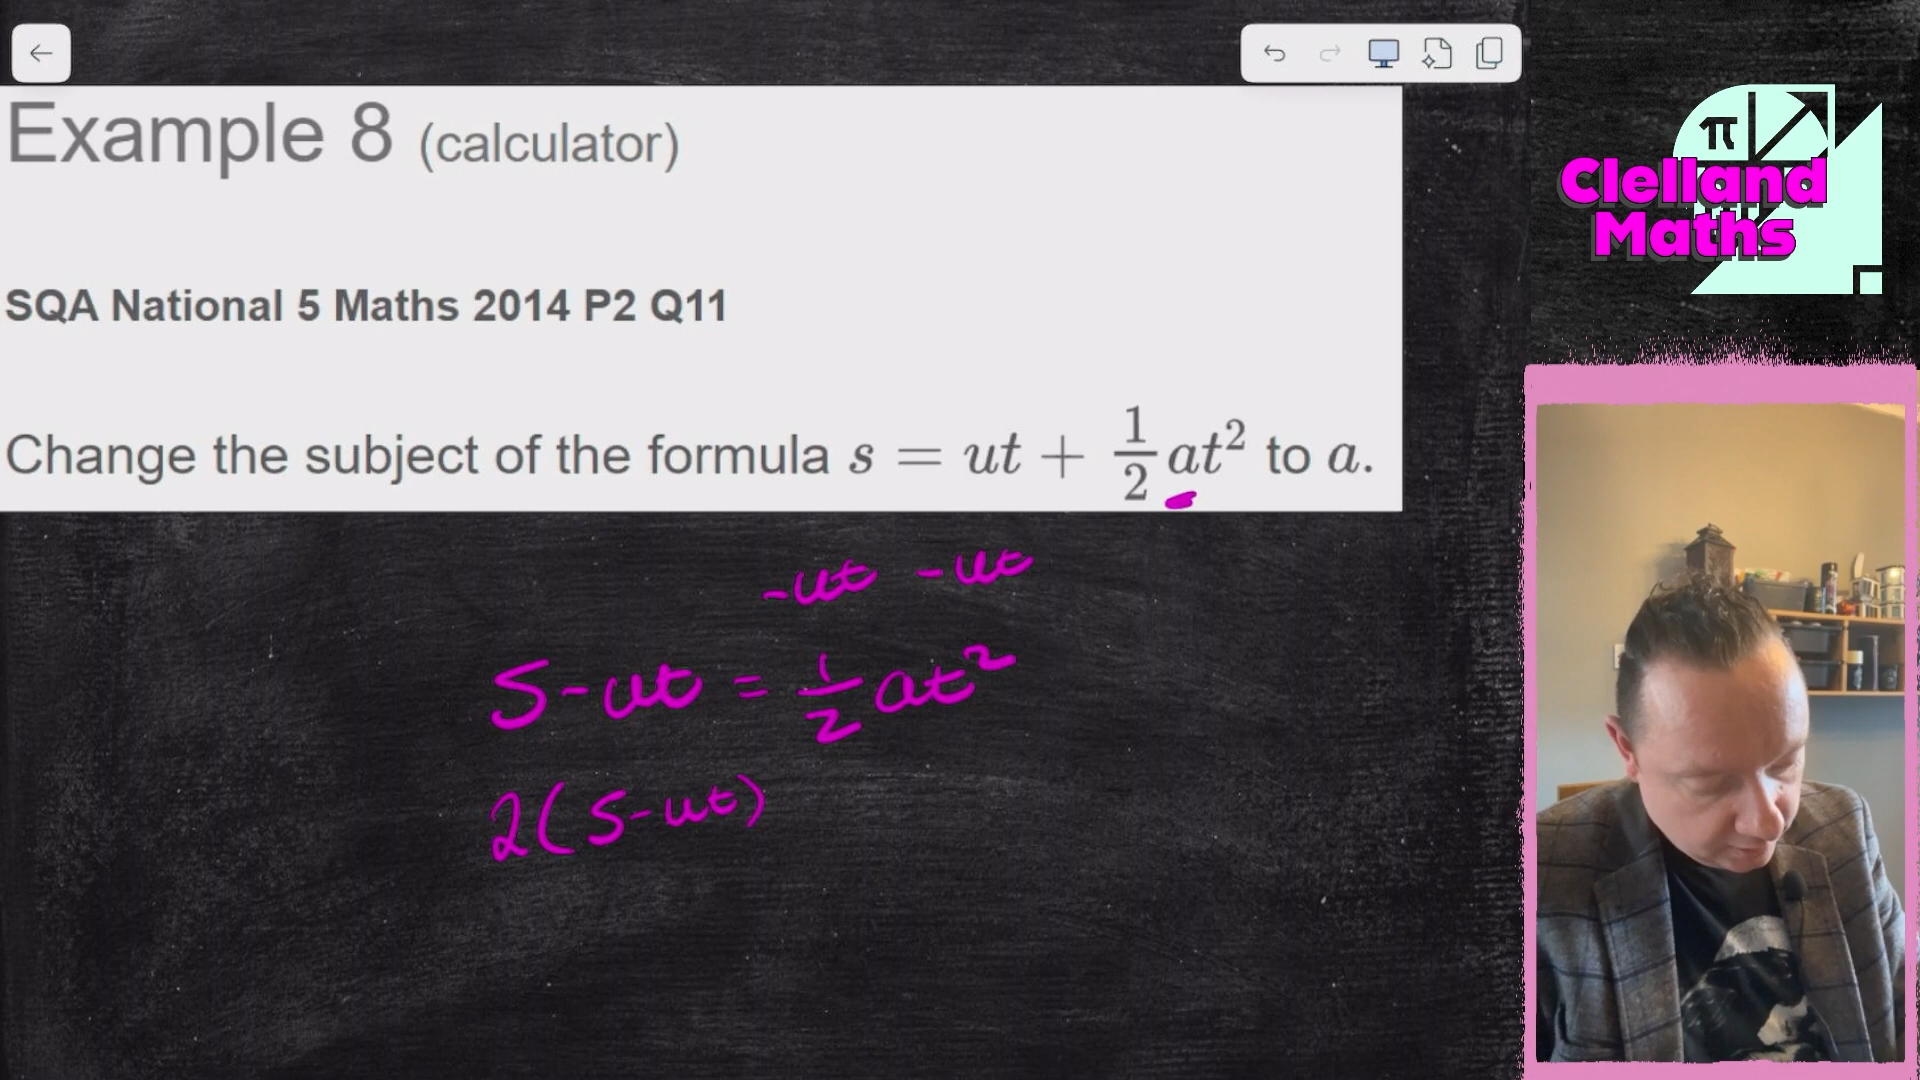 Example 8 (calculator)
π
Clelland
Maths
SQA National 5 Maths 2014 P2 Q11
Change the subject of the formula s = ut + 1/2 at² to a.
-ut -ut
S-ut = 1/2 at²
2(S-ut)